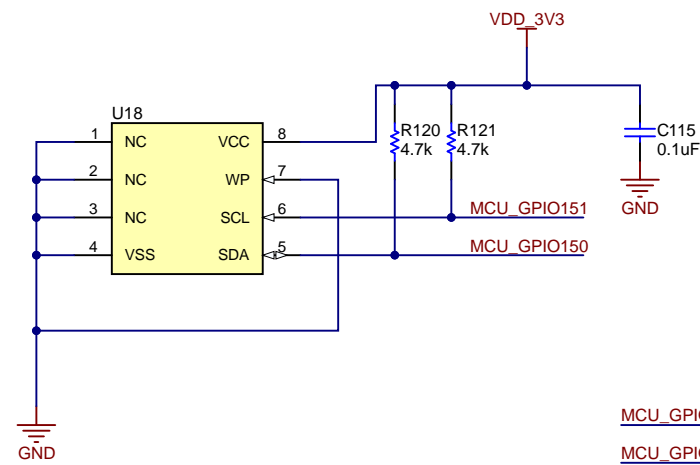 VDD_3V3
U18
1 NC VCC 8
2 NC WP 7
3 NC SCL 6
4 VSS SDA 5
R120
4.7k
R121
4.7k
C115
0.1uF
GND
MCU_GPIO151
MCU_GPIO150
GND